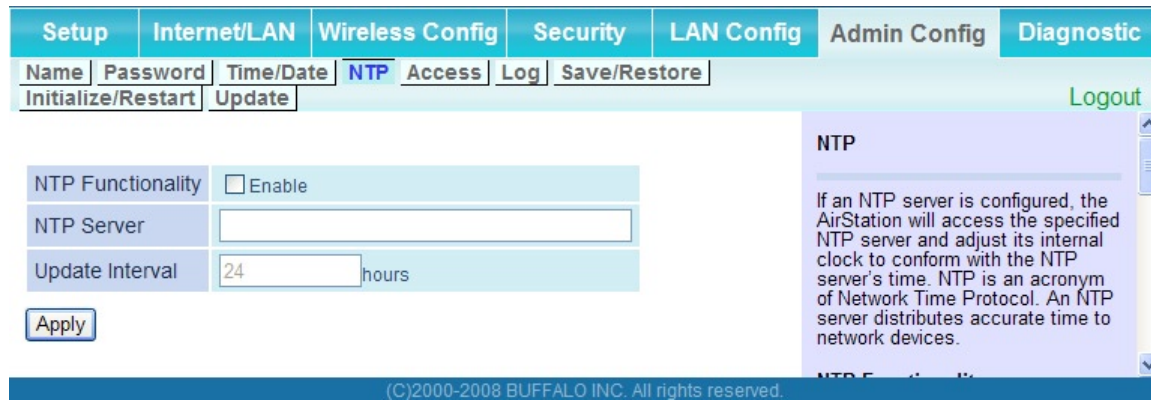 Setup Internet/LAN Wireless Config Security LAN Config Admin Config Diagnostic
Name Password Time/Date NTP Access Log Save/Restore
Initialize/Restart Update
Logout
NTP Functionality Enable
NTP Server
Update Interval 24 hours
Apply
NTP
If an NTP server is configured, the
AirStation will access the specified
NTP server and adjust its internal
clock to conform with the NTP
server's time. NTP is an acronym
of Network Time Protocol. An NTP
server distributes accurate time to
network devices.
(C)2000-2008 BUFFALO INC. All rights reserved.